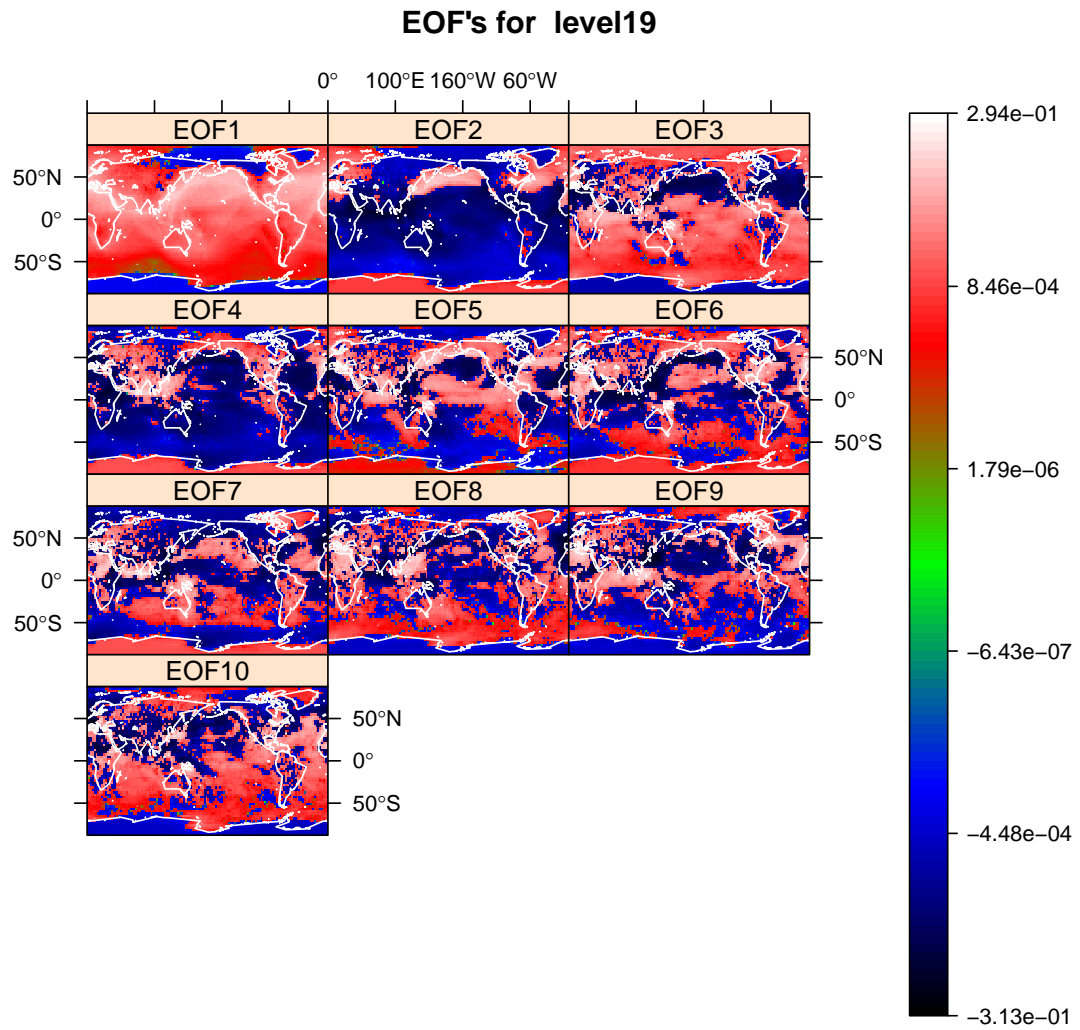 EOF's for  level19
0° 100°E 160°W 60°W
EOF1 EOF2 EOF3
50°N
0°
50°S
EOF4 EOF5 EOF6
50°N
0°
50°S
EOF7 EOF8 EOF9
50°N
0°
50°S
EOF10
50°N
0°
50°S
2.94e−01
8.46e−04
1.79e−06
−6.43e−07
−4.48e−04
−3.13e−01